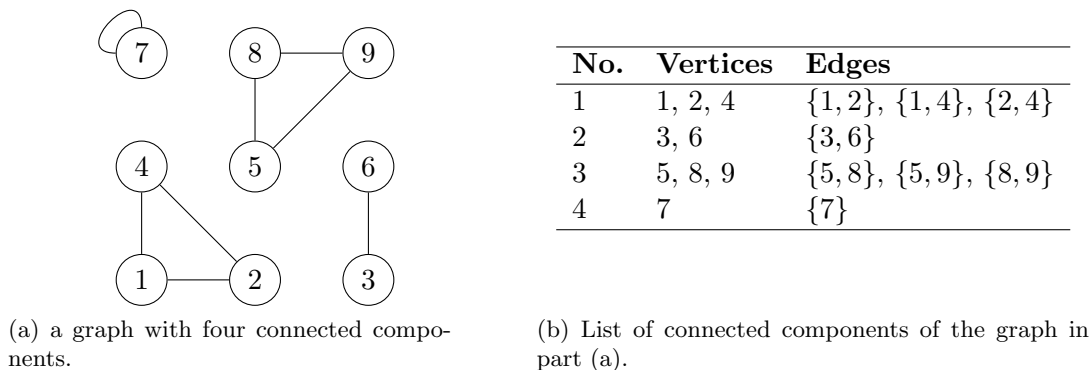 7
8
9
4
5
6
1
2
3
(a) a graph with four connected compo-
nents.
No. Vertices Edges
1 1, 2, 4 {1, 2}, {1, 4}, {2, 4}
2 3, 6 {3, 6}
3 5, 8, 9 {5, 8}, {5, 9}, {8, 9}
4 7 {7}
(b) List of connected components of the graph in
part (a).